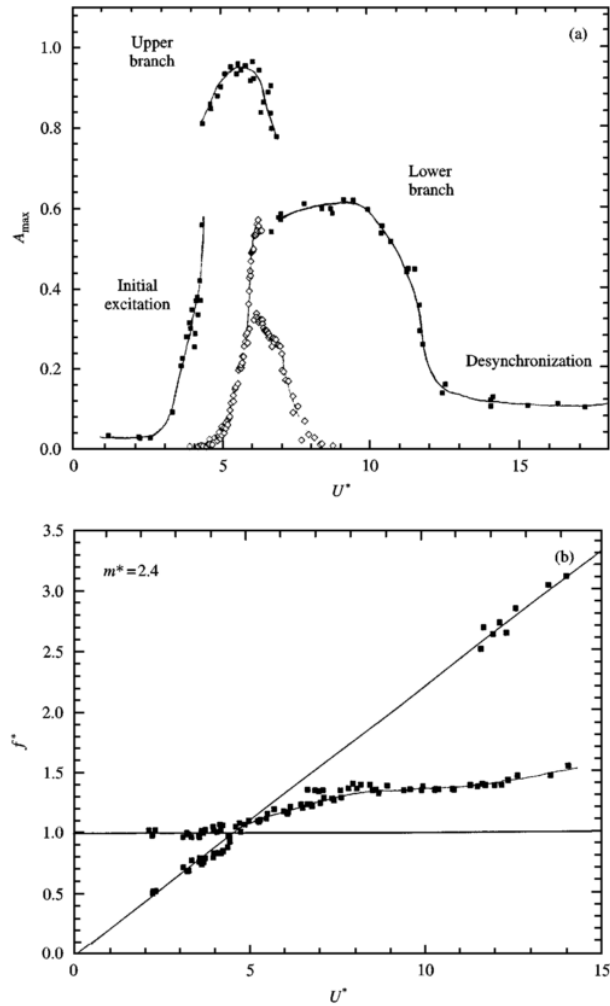 (a)
Upper
branch
Lower
branch
Initial
excitation
Desynchronization
A_max
1.0
0.8
0.6
0.4
0.2
0.0
0 5 10 15
U*
(b)
m* = 2.4
f*
3.5
3.0
2.5
2.0
1.5
1.0
0.5
0.0
0 5 10 15
U*